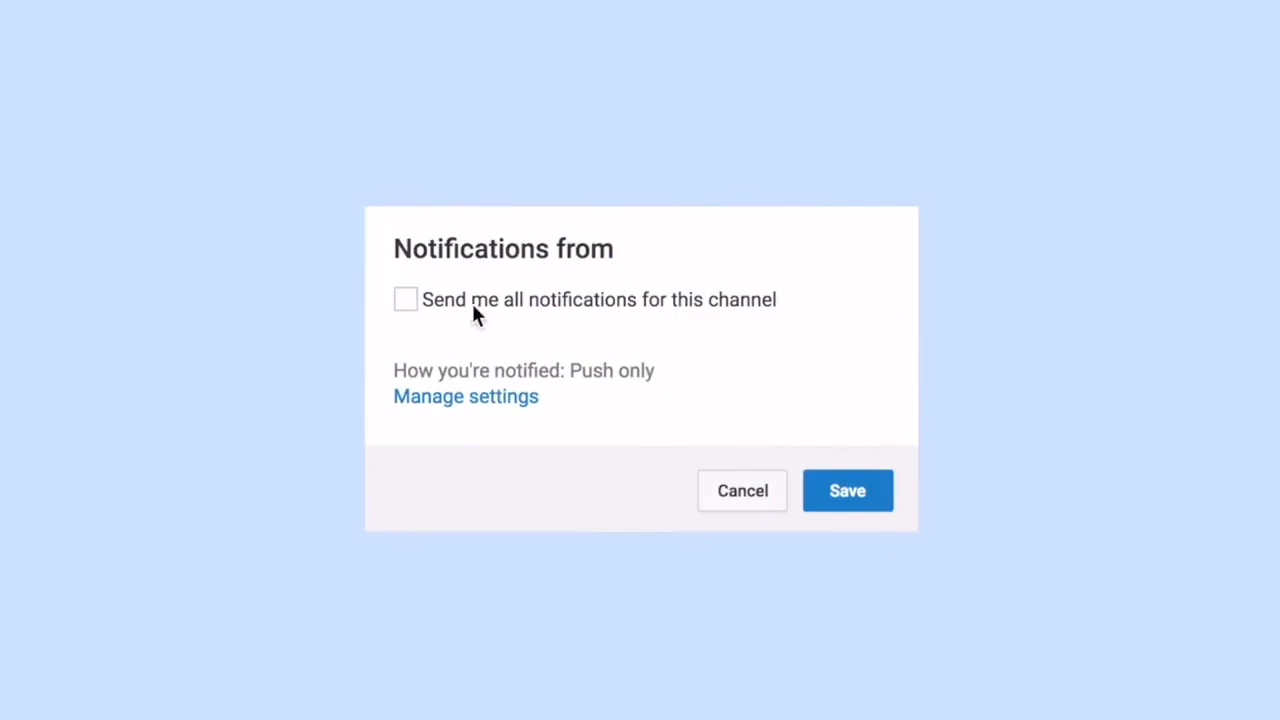 Notifications from
Send me all notifications for this channel
How you're notified: Push only
Manage settings
Cancel
Save